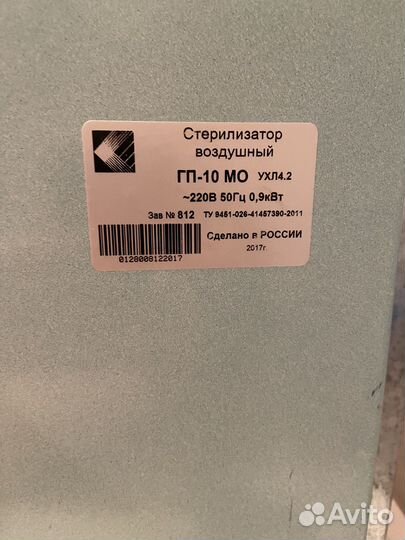 Стерилизатор
воздушный
ГП-10 МО УХЛ4.2
~220В 50Гц 0,9кВт
Зав № 812 ТУ 9451-026-41457390-2011
Сделано в РОССИИ
2017г.
0128008122017
Avito